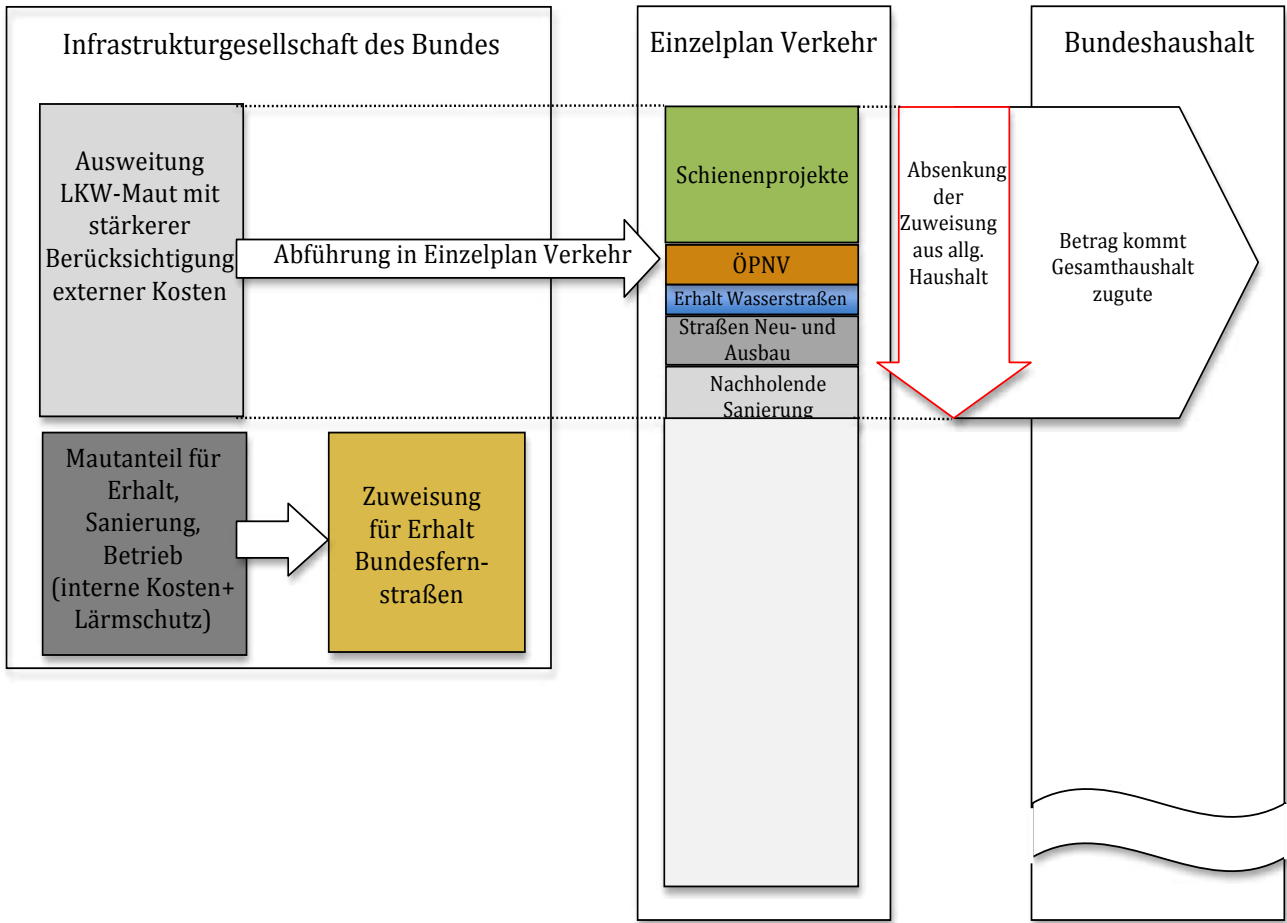 Infrastrukturgesellschaft des Bundes
Ausweitung
LKW-Maut mit
stärkerer
Berücksichtigung
externer Kosten
Abführung in Einzelplan Verkehr
Mautanteil für
Erhalt,
Sanierung,
Betrieb
(interne Kosten+
Lärmschutz)
Zuweisung
für Erhalt
Bundesfern-
straßen
Einzelplan Verkehr
Schienenprojekte
ÖPNV
Erhalt Wasserstraßen
Straßen Neu- und
Ausbau
Nachholende
Sanierung
Absenkung
der
Zuweisung
aus allg.
Haushalt
Bundeshaushalt
Betrag kommt
Gesamthaushalt
zugute